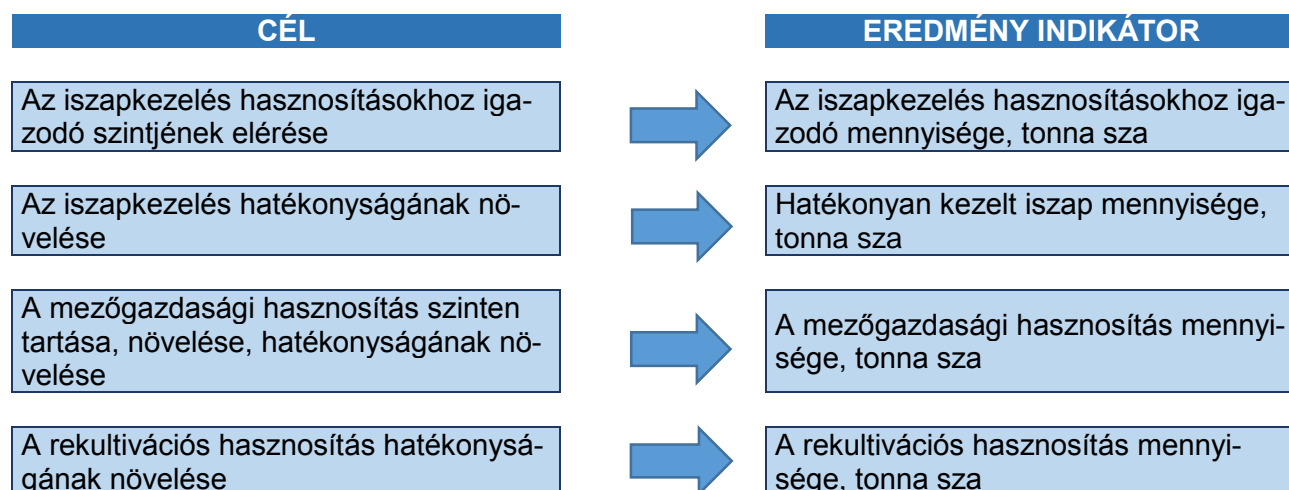 CÉL
EREDMÉNY INDIKÁTOR
Az iszapkezelés hasznosításokhoz iga-
zodó szintjének elérése
Az iszapkezelés hasznosításokhoz iga-
zodó mennyisége, tonna sza
Az iszapkezelés hatékonyságának nö-
velése
Hatékonyan kezelt iszap mennyisége,
tonna sza
A mezőgazdasági hasznosítás szinten
tartása, növelése, hatékonyságának nö-
velése
A mezőgazdasági hasznosítás mennyi-
sége, tonna sza
A rekultivációs hasznosítás hatékonysá-
gának növelése
A rekultivációs hasznosítás mennyi-
sége, tonna sza